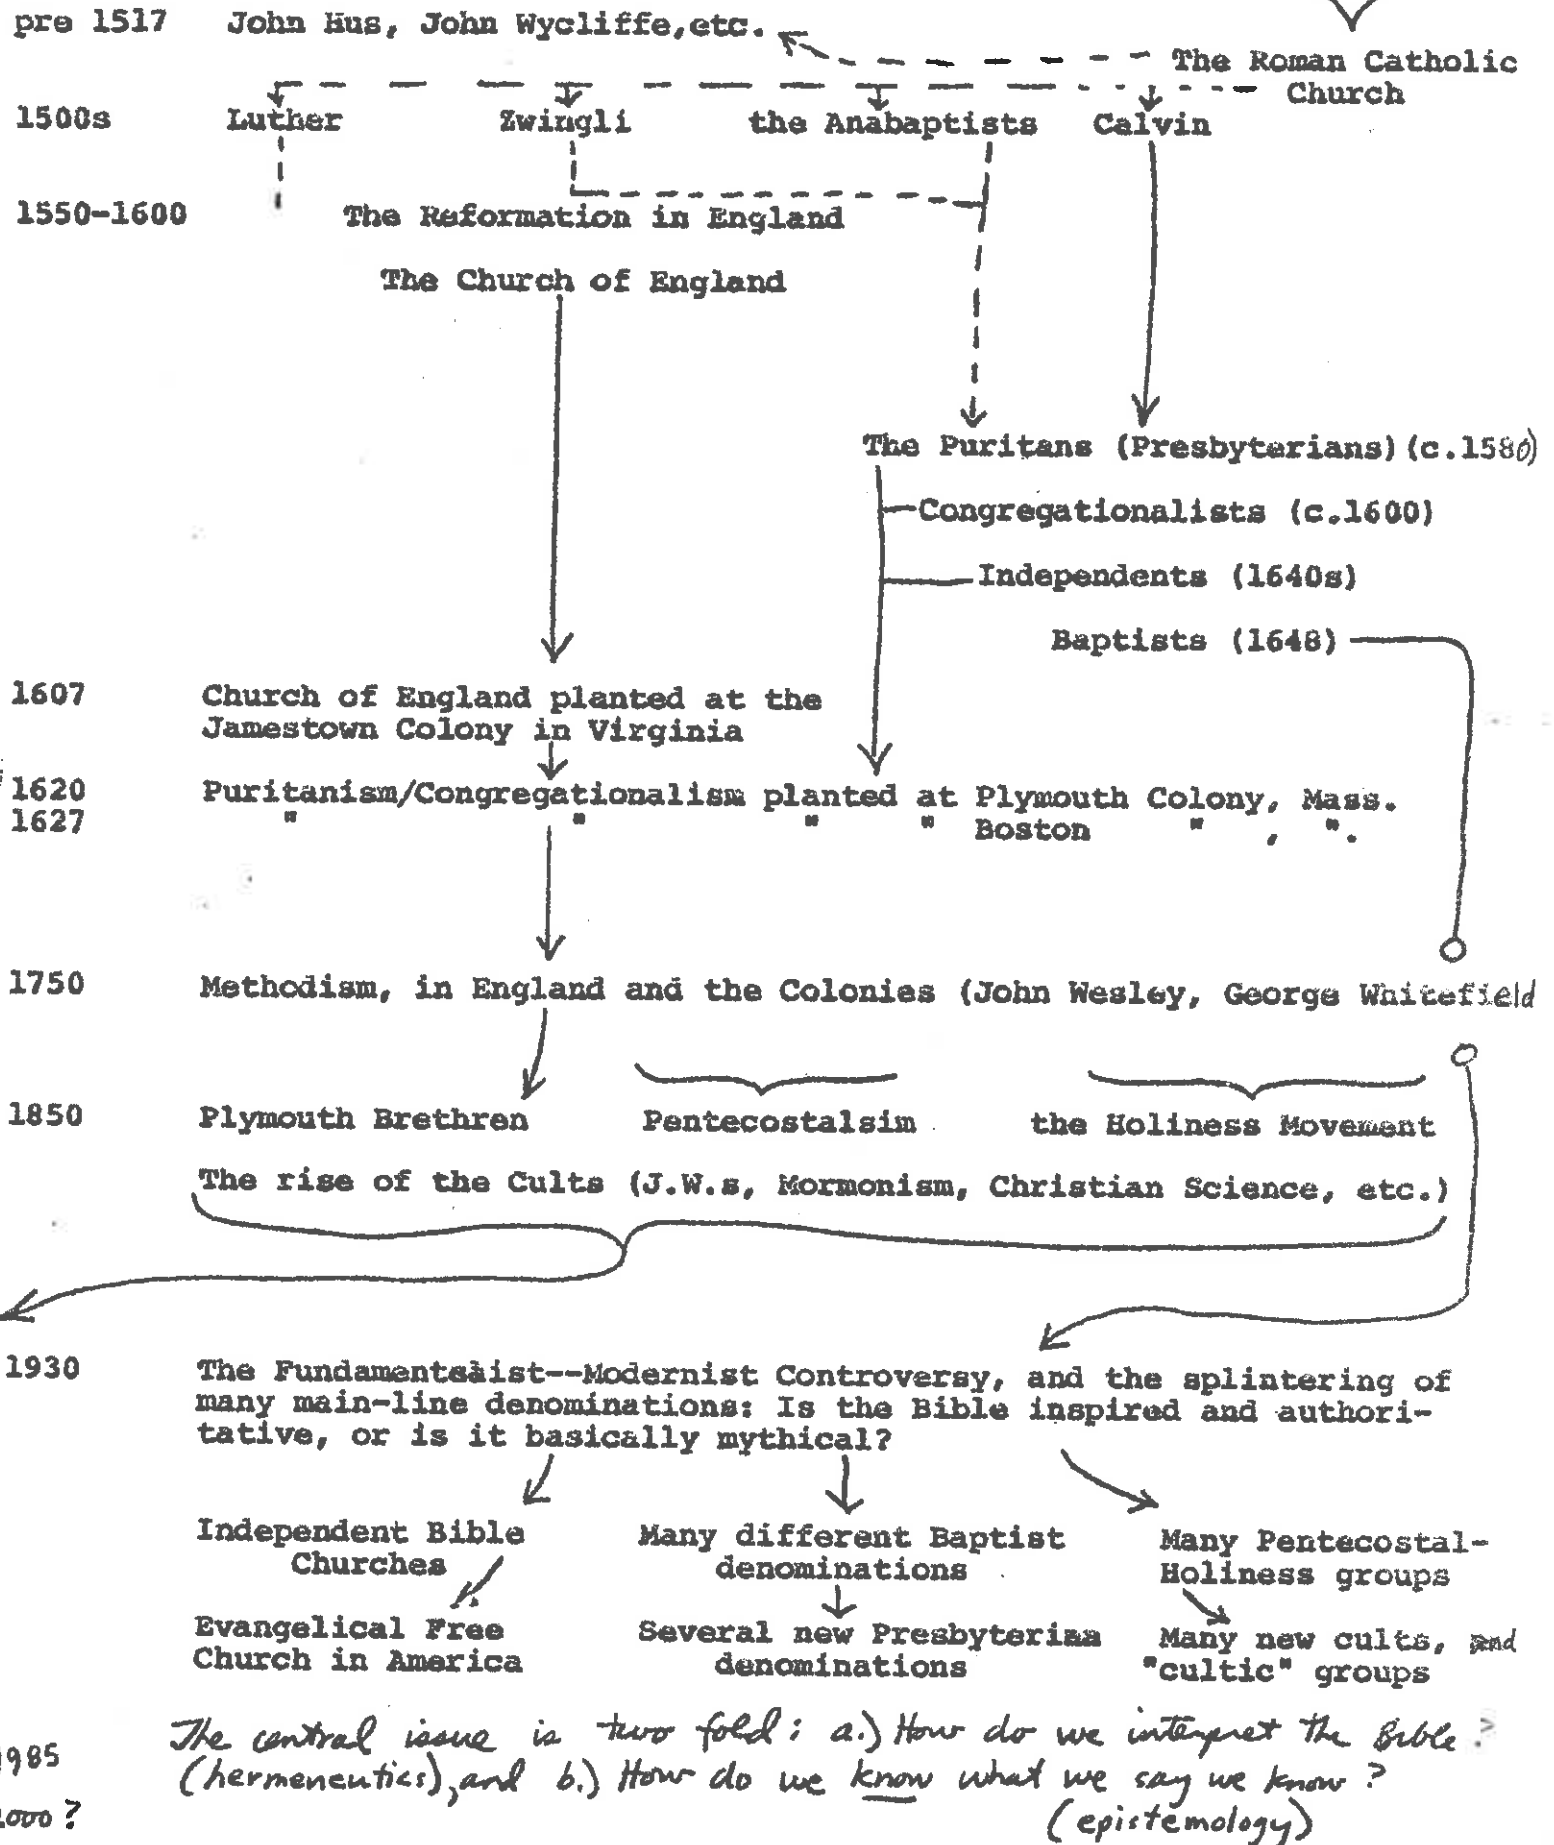 pre 1517 John Hus, John Wycliffe,etc.
The Roman Catholic
Church
1500s Luther Zwingli the Anabaptists Calvin
1550-1600 The Reformation in England
The Church of England
The Puritans (Presbyterians)(c.1580)
Congregationalists (c.1600)
Independents (1640s)
Baptists (1648)
1607 Church of England planted at the
Jamestown Colony in Virginia
1620 Puritanism/Congregationalism planted at Plymouth Colony, Mass.
1627 " " " " Boston " , ".
1750 Methodism, in England and the Colonies (John Wesley, George Whitefield
1850 Plymouth Brethren Pentecostalsim the Holiness Movement
The rise of the Cults (J.W.s, Mormonism, Christian Science, etc.)
1930 The Fundamentalist--Modernist Controversy, and the splintering of
many main-line denominations: Is the Bible inspired and authori-
tative, or is it basically mythical?
Independent Bible Many different Baptist Many Pentecostal-
Churches denominations Holiness groups
Evangelical Free Several new Presbyterian Many new cults, and
Church in America denominations "cultic" groups
The central issue is two fold: a.) How do we interpret the Bible?
1985 (hermeneutics), and b.) How do we know what we say we know?
2000? (epistemology)